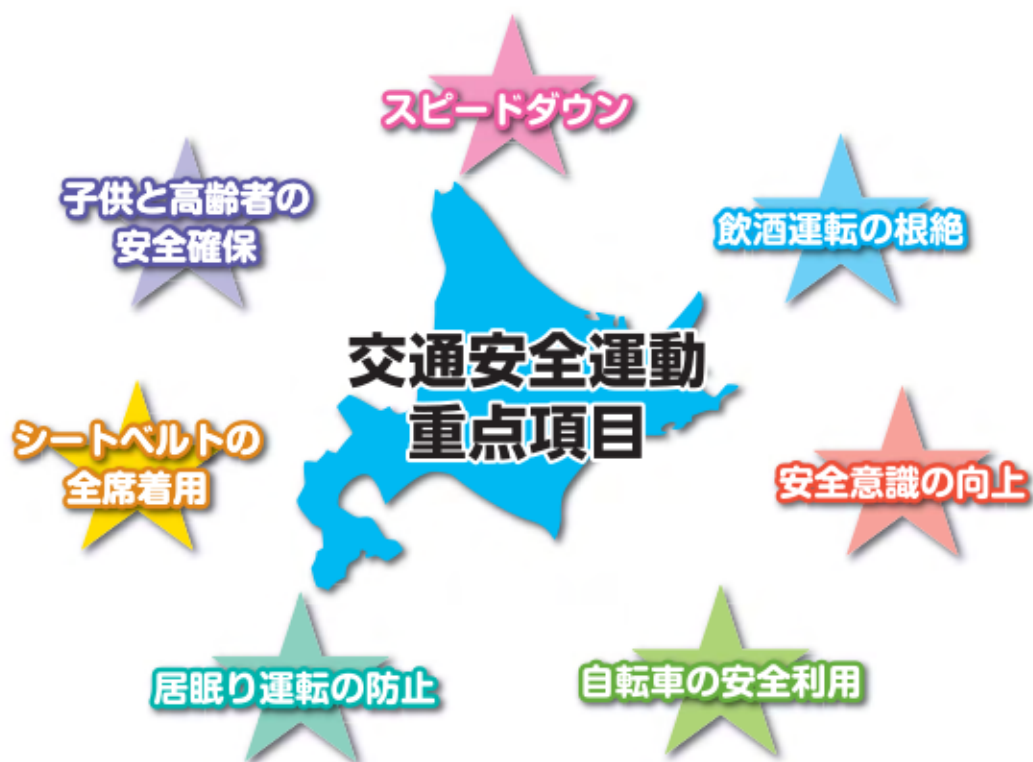 スピードダウン
子供と高齢者の
安全確保
飲酒運転の根絶
交通安全運動
重点項目
シートベルトの
全席着用
安全意識の向上
居眠り運転の防止
自転車の安全利用